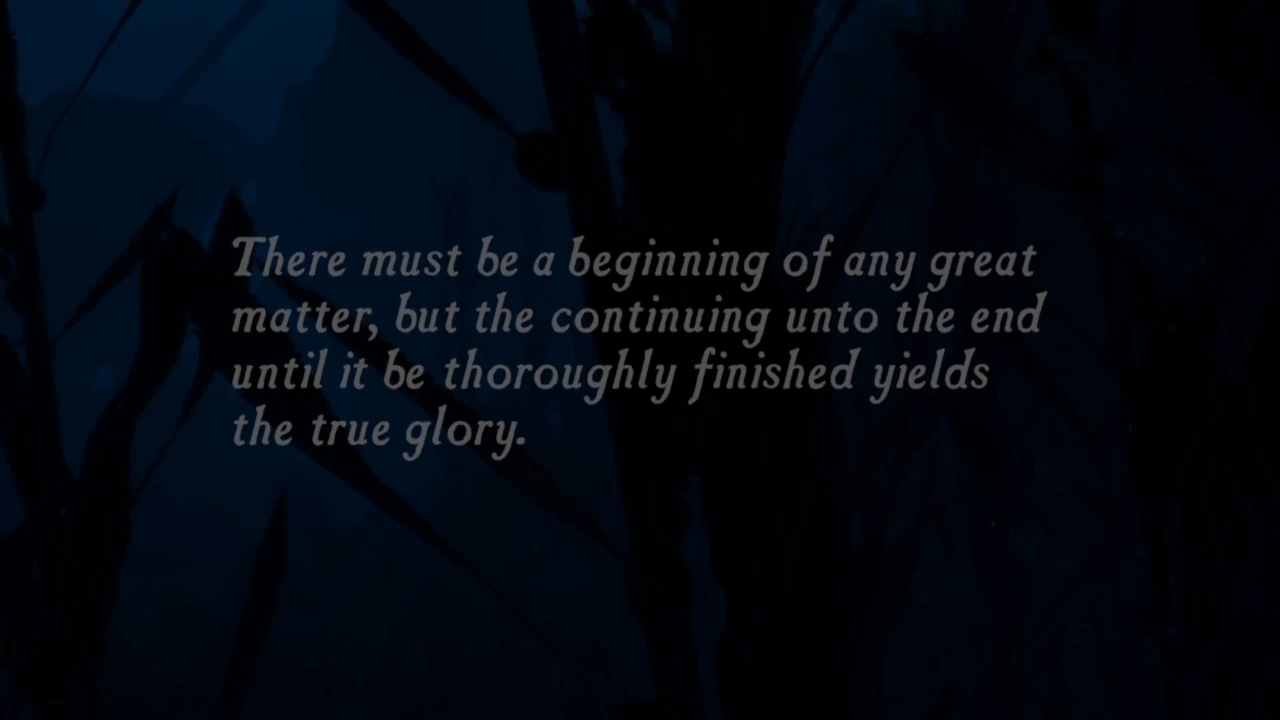 There must be a beginning of any great
matter, but the continuing unto the end
until it be thoroughly finished yields
the true glory.